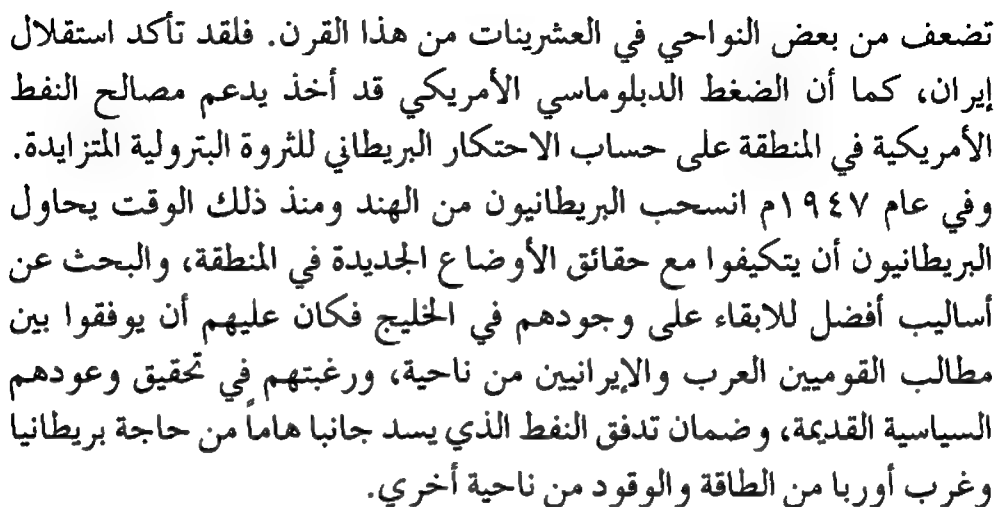 تضعف من بعض النواحي في العشرينات من هذا القرن. فلقد تأكد استقلال
إيران، كما أن الضغط الدبلوماسي الأمريكي قد أخذ يدعم مصالح النفط
الأمريكية في المنطقة على حساب الاحتكار البريطاني للثروة البترولية المتزايدة.
وفي عام ١٩٤٧م انسحب البريطانيون من الهند ومنذ ذلك الوقت يحاول
البريطانيون أن يتكيفوا مع حقائق الأوضاع الجديدة في المنطقة، والبحث عن
أساليب أفضل للابقاء على وجودهم في الخليج فكان عليهم أن يوفقوا بين
مطالب القوميين العرب والإيرانيين من ناحية، ورغبتهم في تحقيق وعودهم
السياسية القديمة، وضمان تدفق النفط الذي يسد جانبا هاماً من حاجة بريطانيا
وغرب أوربا من الطاقة والوقود من ناحية أخري.